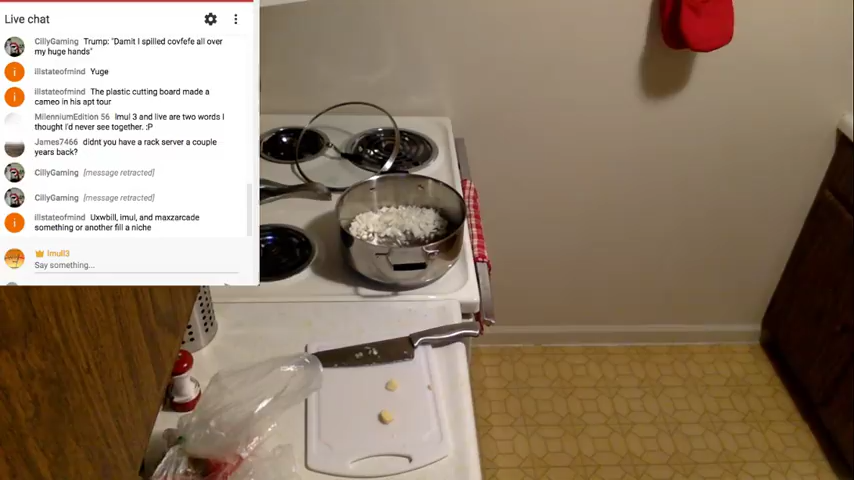 Live chat
CillyGaming Trump: "Damit I spilled covfefe all over
my huge hands"
illstateofmind Yuge
illstateofmind The plastic cutting board made a
cameo in his apt tour
MilenniumEdition 56 Imul 3 and live are two words I
thought I'd never see together. :P
James7466 didnt you have a rack server a couple
years back?
CillyGaming [message retracted]
CillyGaming [message retracted]
illstateofmind Uxwbill, imul, and maxzarcade
something or another fill a niche
Imull3
Say something...